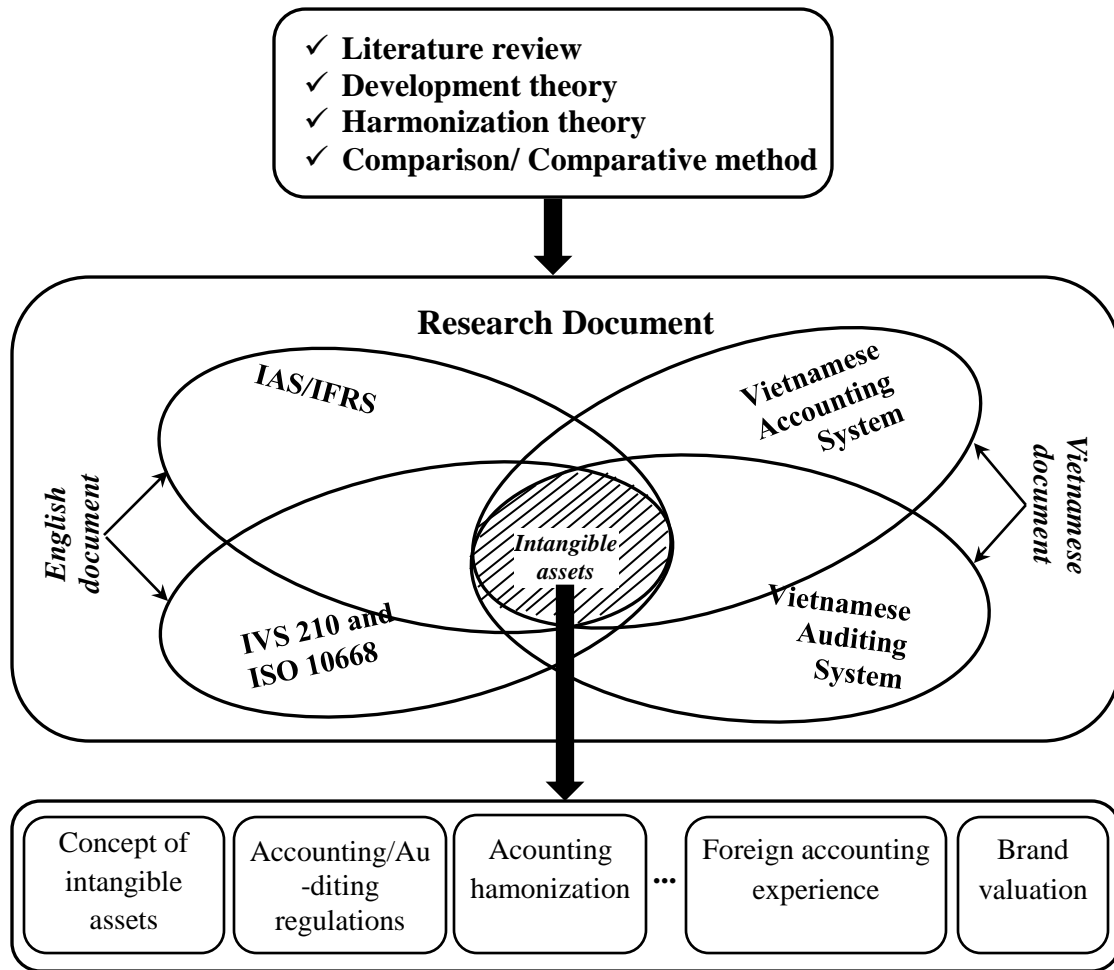 ✓ Literature review
✓ Development theory
✓ Harmonization theory
✓ Comparison/ Comparative method
Research Document
IAS/IFRS
Vietnamese
Accounting
System
English
document
Vietnamese
document
Intangible
assets
IVS 210 and
ISO 10668
Vietnamese
Auditing
System
Concept of
intangible
assets
Accounting/Au
-diting
regulations
Acounting
hamonization
...
Foreign accounting
experience
Brand
valuation